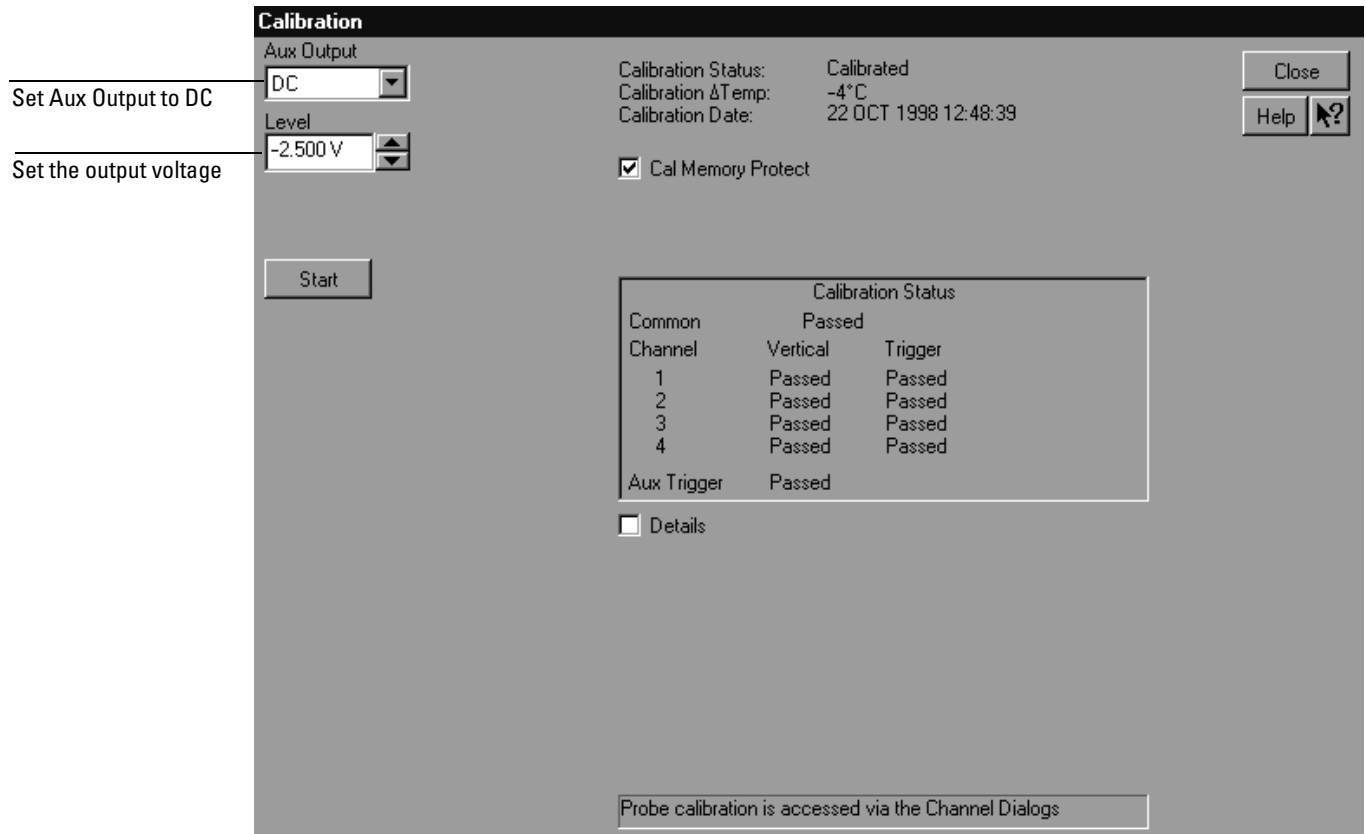 Calibration
Aux Output
DC
Set Aux Output to DC
Level
-2.500 V
Set the output voltage
Start
Calibration Status: Calibrated
Calibration ΔTemp: -4°C
Calibration Date: 22 OCT 1998 12:48:39
Cal Memory Protect
Close
Help ?
Calibration Status
Common Passed
Channel Vertical Trigger
1 Passed Passed
2 Passed Passed
3 Passed Passed
4 Passed Passed
Aux Trigger Passed
Details
Probe calibration is accessed via the Channel Dialogs